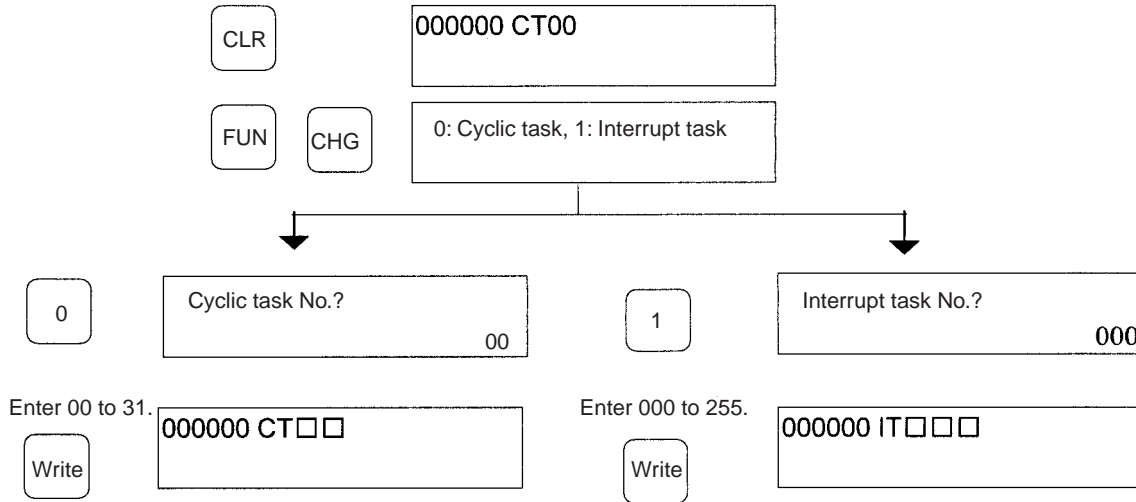 CLR
000000 CT00
FUN
CHG
0: Cyclic task, 1: Interrupt task
0
Cyclic task No.?
00
1
Interrupt task No.?
000
Enter 00 to 31.
Write
000000 CT□□
Enter 000 to 255.
Write
000000 IT□□□